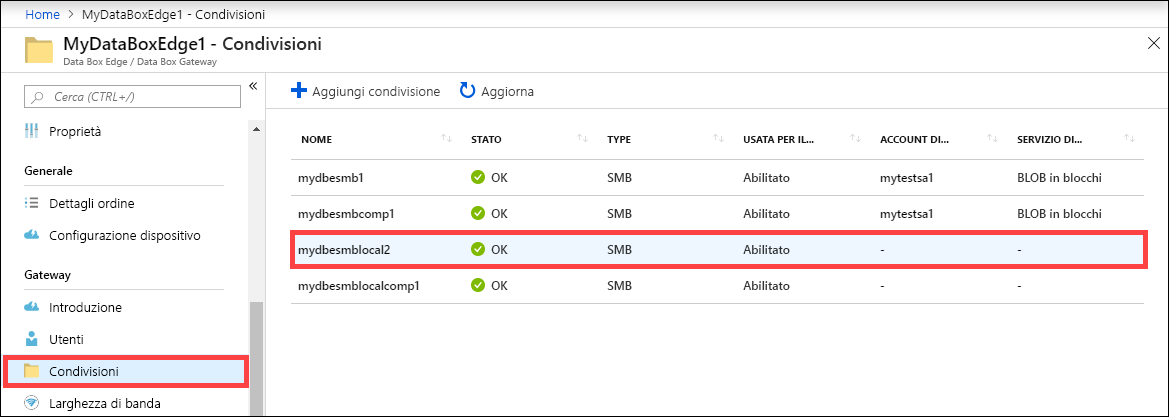 Home > MyDataBoxEdge1 - Condivisioni
MyDataBoxEdge1 - Condivisioni
Data Box Edge / Data Box Gateway
Cerca (CTRL+/)
Proprietà
Generale
Dettagli ordine
Configurazione dispositivo
Gateway
Introduzione
Utenti
Condivisioni
Larghezza di banda
Aggiungi condivisione Aggiorna
NOME STATO TYPE USATA PER IL... ACCOUNT DI... SERVIZIO DI...
mydbesmb1 OK SMB Abilitato mytestsa1 BLOB in blocchi
mydbesmbcomp1 OK SMB Abilitato mytestsa1 BLOB in blocchi
mydbesmblocal2 OK SMB Abilitato - -
mydbesmblocalcomp1 OK SMB Abilitato - -